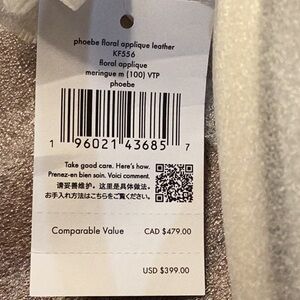 phoebe floral applique leather
KF556
floral applique
meringue m (100) VTP
phoebe
1 96021 43685 7
Take good care. Here's how.
Prenez-en bien soin. Voici comment.
请妥善维护。这里是具体做法。
お手入れ方法はこちらをご覧ください。
Comparable Value CAD $479.00
USD $399.00